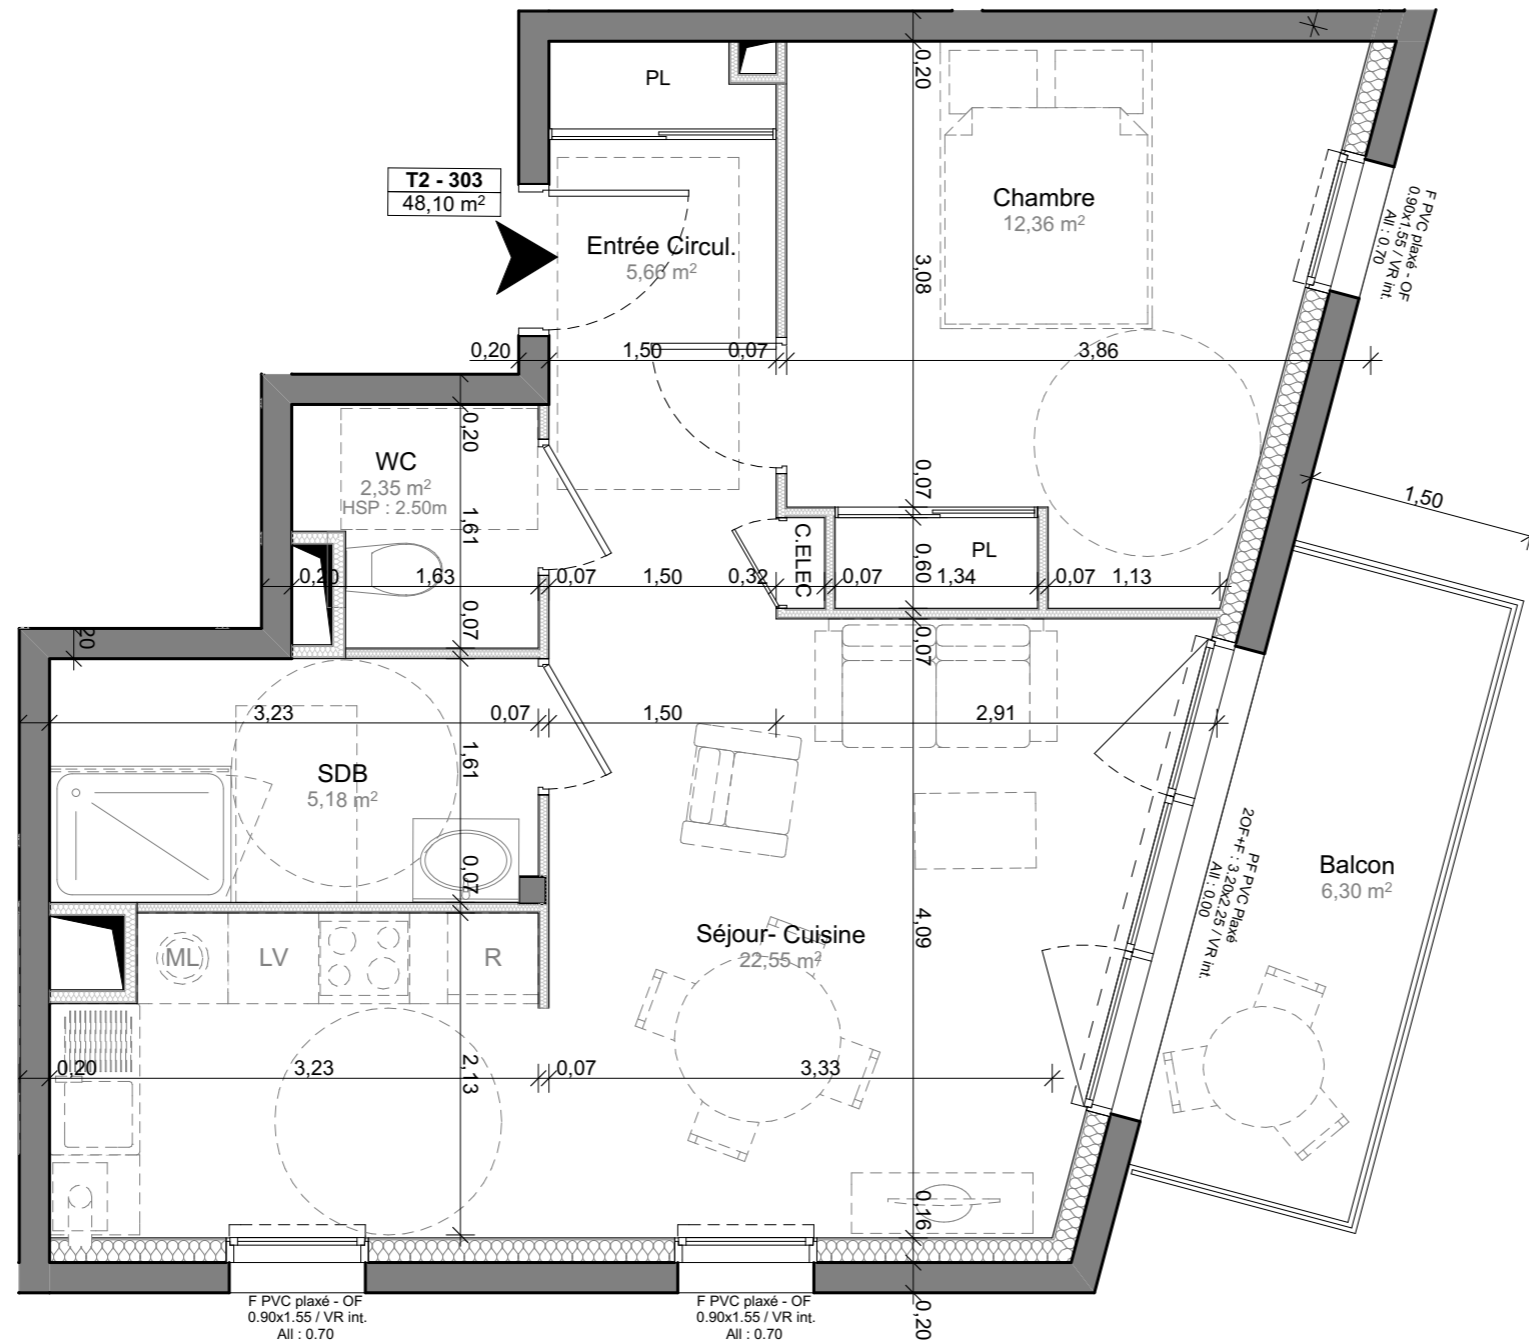 PL
0,20
T2 - 303
48,10 m²
Chambre
12,36 m²
F PVC plaxé - OF
0.90x1.55 / VR int.
All : 0.70
Entrée Circul.
5,66 m²
3,08
0,20
1,50
0,07
3,86
0,20
WC
2,35 m²
HSP : 2.50m
1,61
0,07
1,50
C.ELEC
PL
0,20
1,63
0,07
1,50
0,32
0,07
0,60
1,34
0,07
1,13
0,07
20
0,07
3,23
0,07
1,50
2,91
1,61
SDB
5,18 m²
PF PVC Plaxé
2OF+F : 3.20x2.25 / VR int.
All : 0.00
Balcon
6,30 m²
0,07
4,09
Séjour- Cuisine
22,55 m²
ML
LV
R
0,20
3,23
2,13
0,07
3,33
0,16
F PVC plaxé - OF
0.90x1.55 / VR int.
All : 0.70
F PVC plaxé - OF
0.90x1.55 / VR int.
All : 0.70
0,20